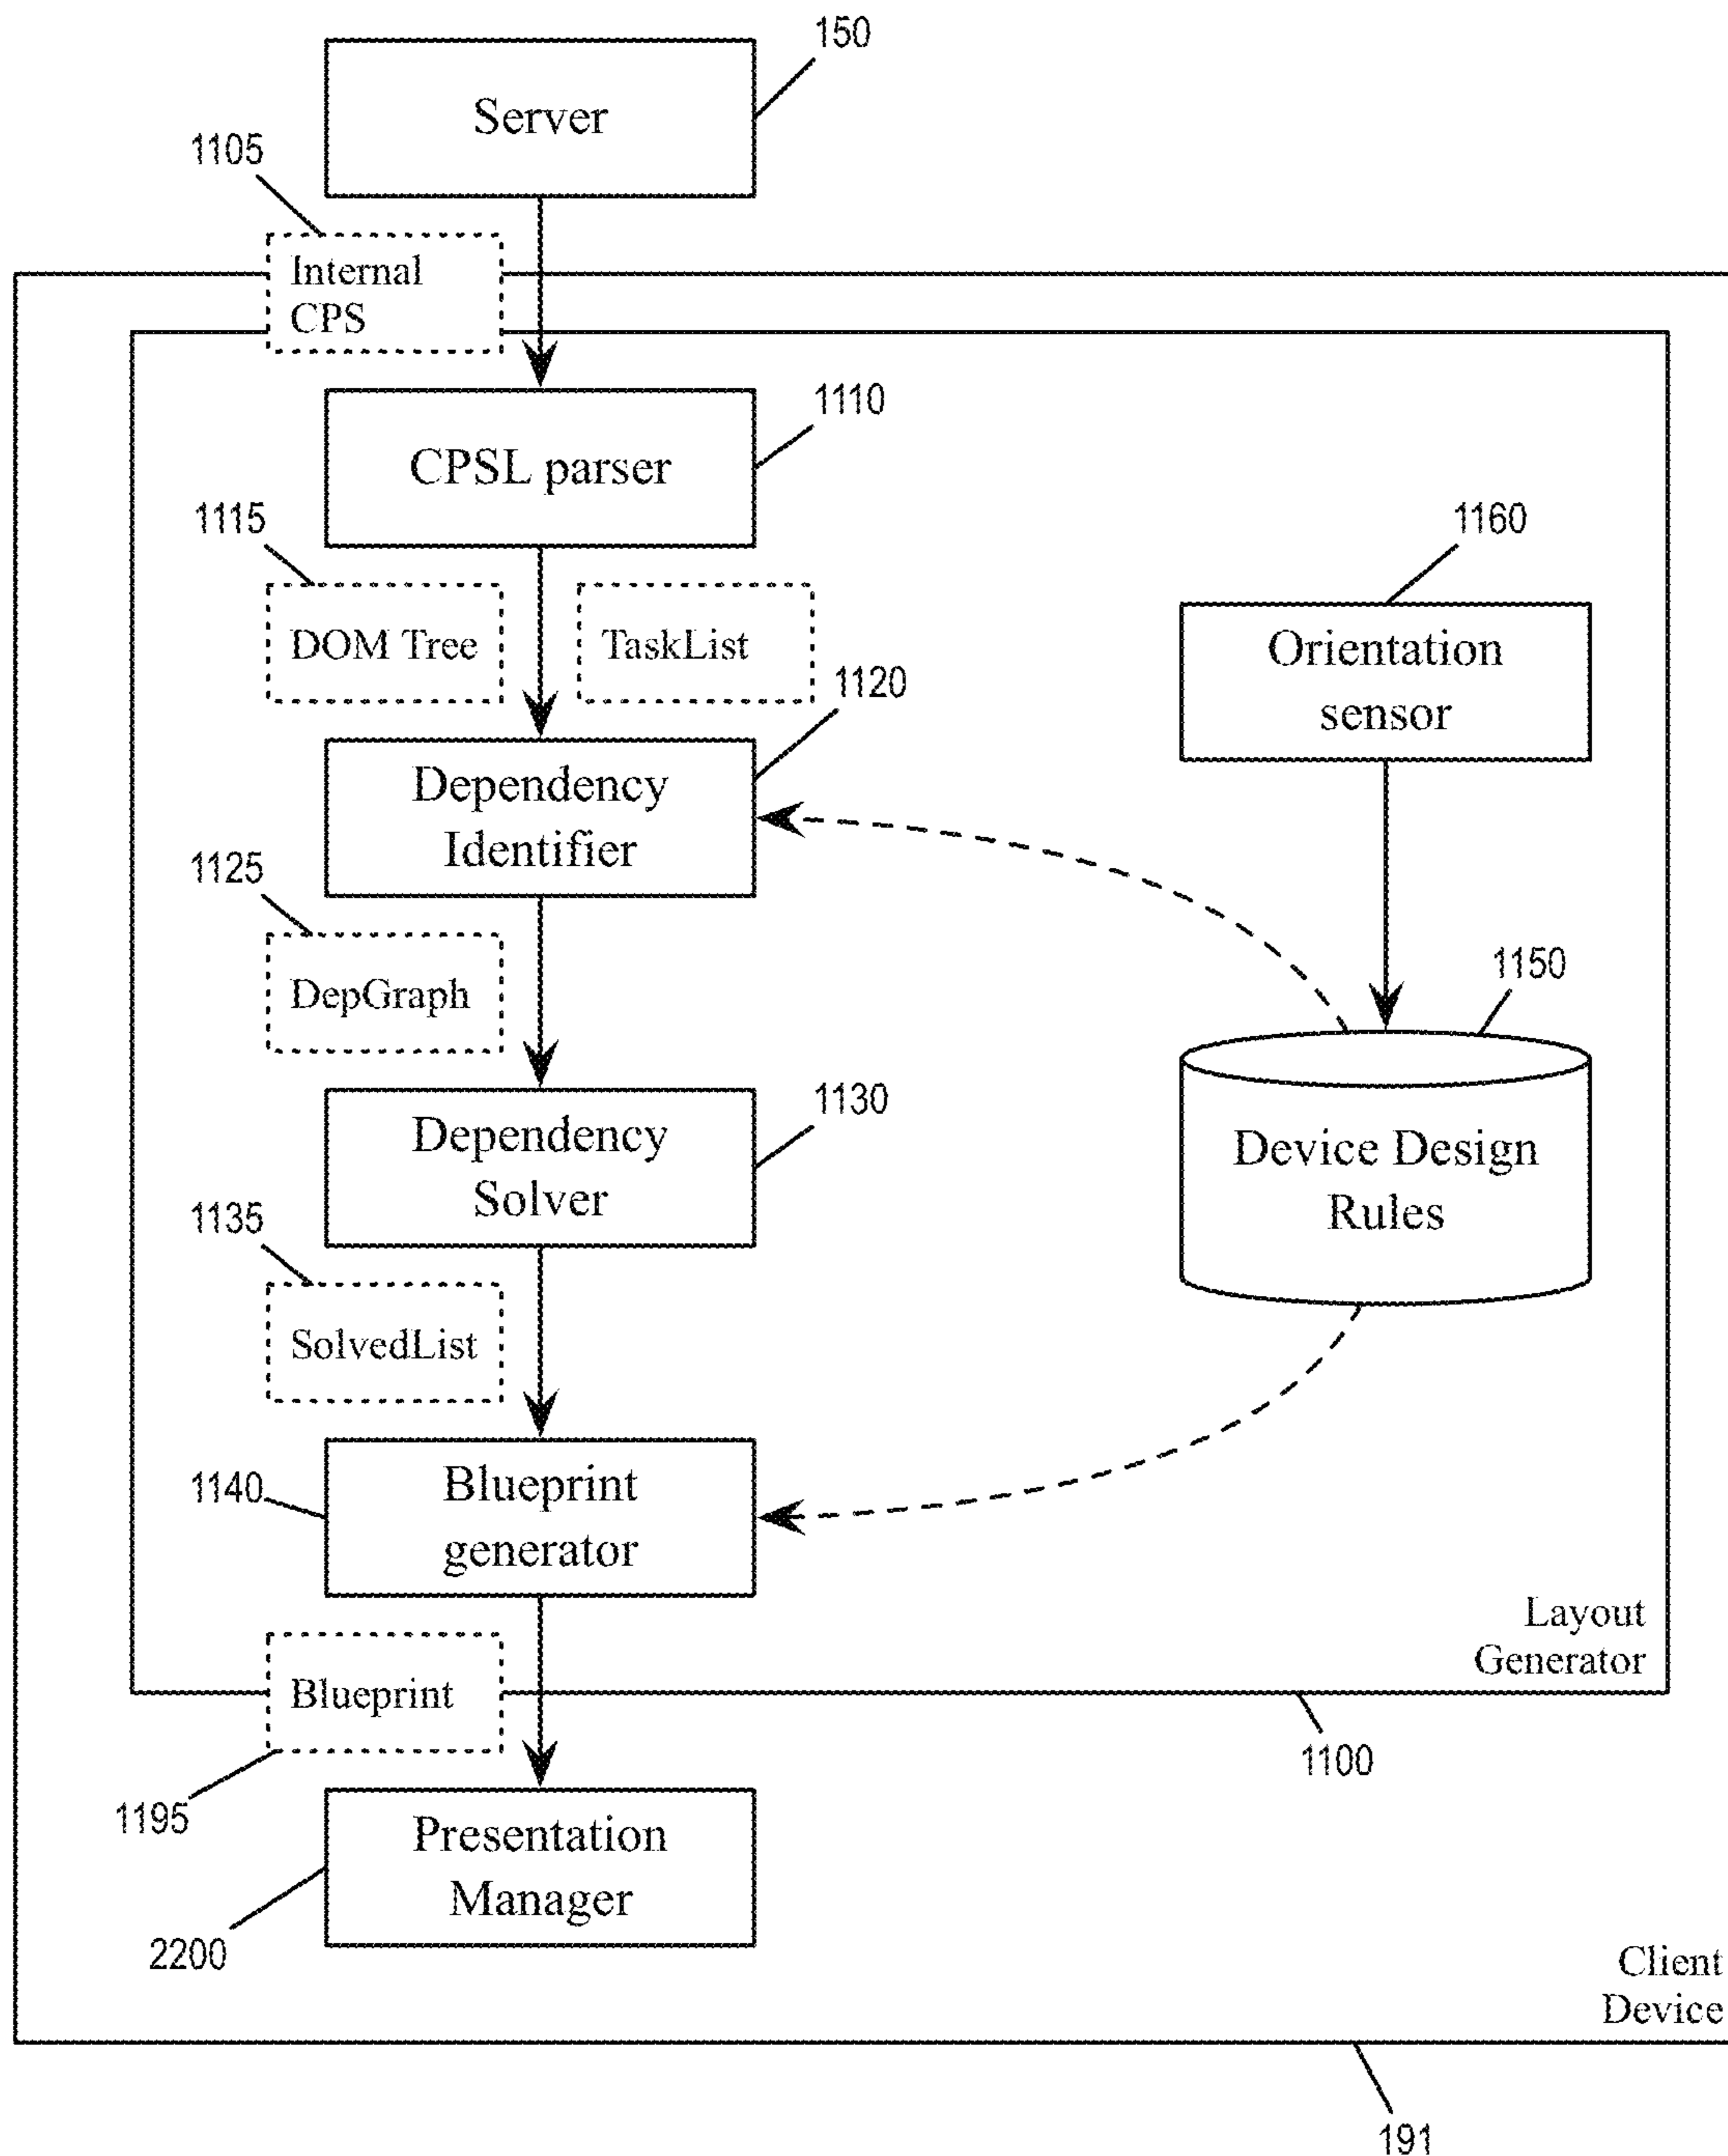 150
Server
1105
Internal
CPS
1110
CPSL parser
1115
1160
DOM Tree
TaskList
Orientation
sensor
1120
Dependency
Identifier
1125
1150
DepGraph
1130
Dependency
Solver
Device Design
Rules
1135
SolvedList
1140
Blueprint
generator
Layout
Generator
Blueprint
1100
1195
Presentation
Manager
2200
Client
Device
191